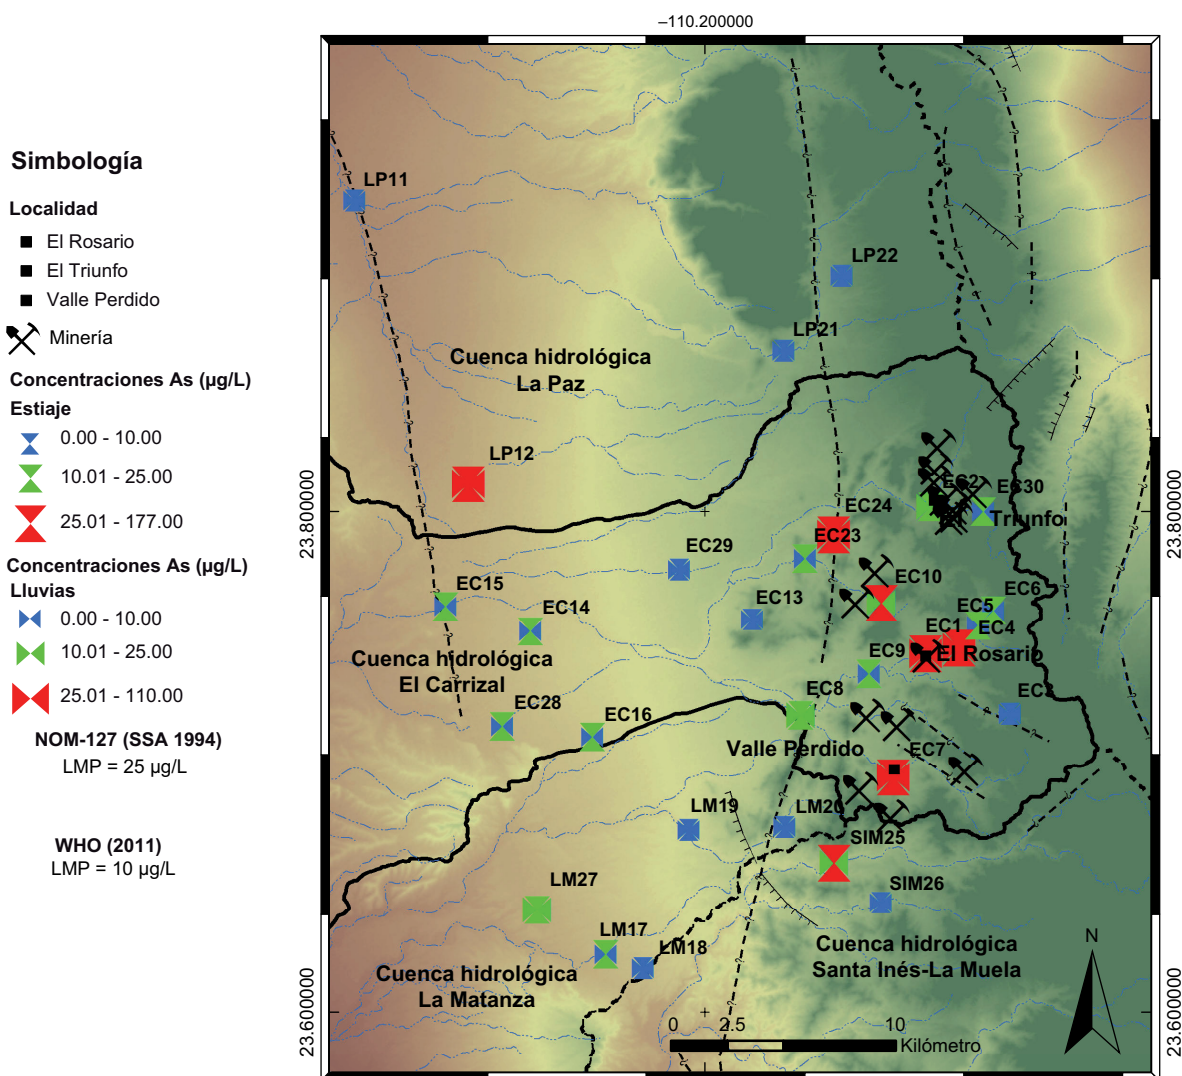 Simbología
Localidad
El Rosario
El Triunfo
Valle Perdido
Minería
Concentraciones As (µg/L)
Estiaje
0.00 - 10.00
10.01 - 25.00
25.01 - 177.00
Concentraciones As (µg/L)
Lluvias
0.00 - 10.00
10.01 - 25.00
25.01 - 110.00
NOM-127 (SSA 1994)
LMP = 25 µg/L
WHO (2011)
LMP = 10 µg/L
–110.200000
23.800000
23.800000
23.600000
23.600000
LP11
LP22
LP21
Cuenca hidrológica
La Paz
LP12
EC2
EC30
Triunfo
EC24
EC23
EC29
EC10
EC15
EC14
EC13
EC6
EC5
EC4
EC1
El Rosario
Cuenca hidrológica
El Carrizal
EC9
EC8
EC28
EC16
Valle Perdido
EC7
LM19
LM20
SIM25
LM27
SIM26
LM17
LM18
Cuenca hidrológica
La Matanza
Cuenca hidrológica
Santa Inés-La Muela
N
0 2.5 10
Kilómetro